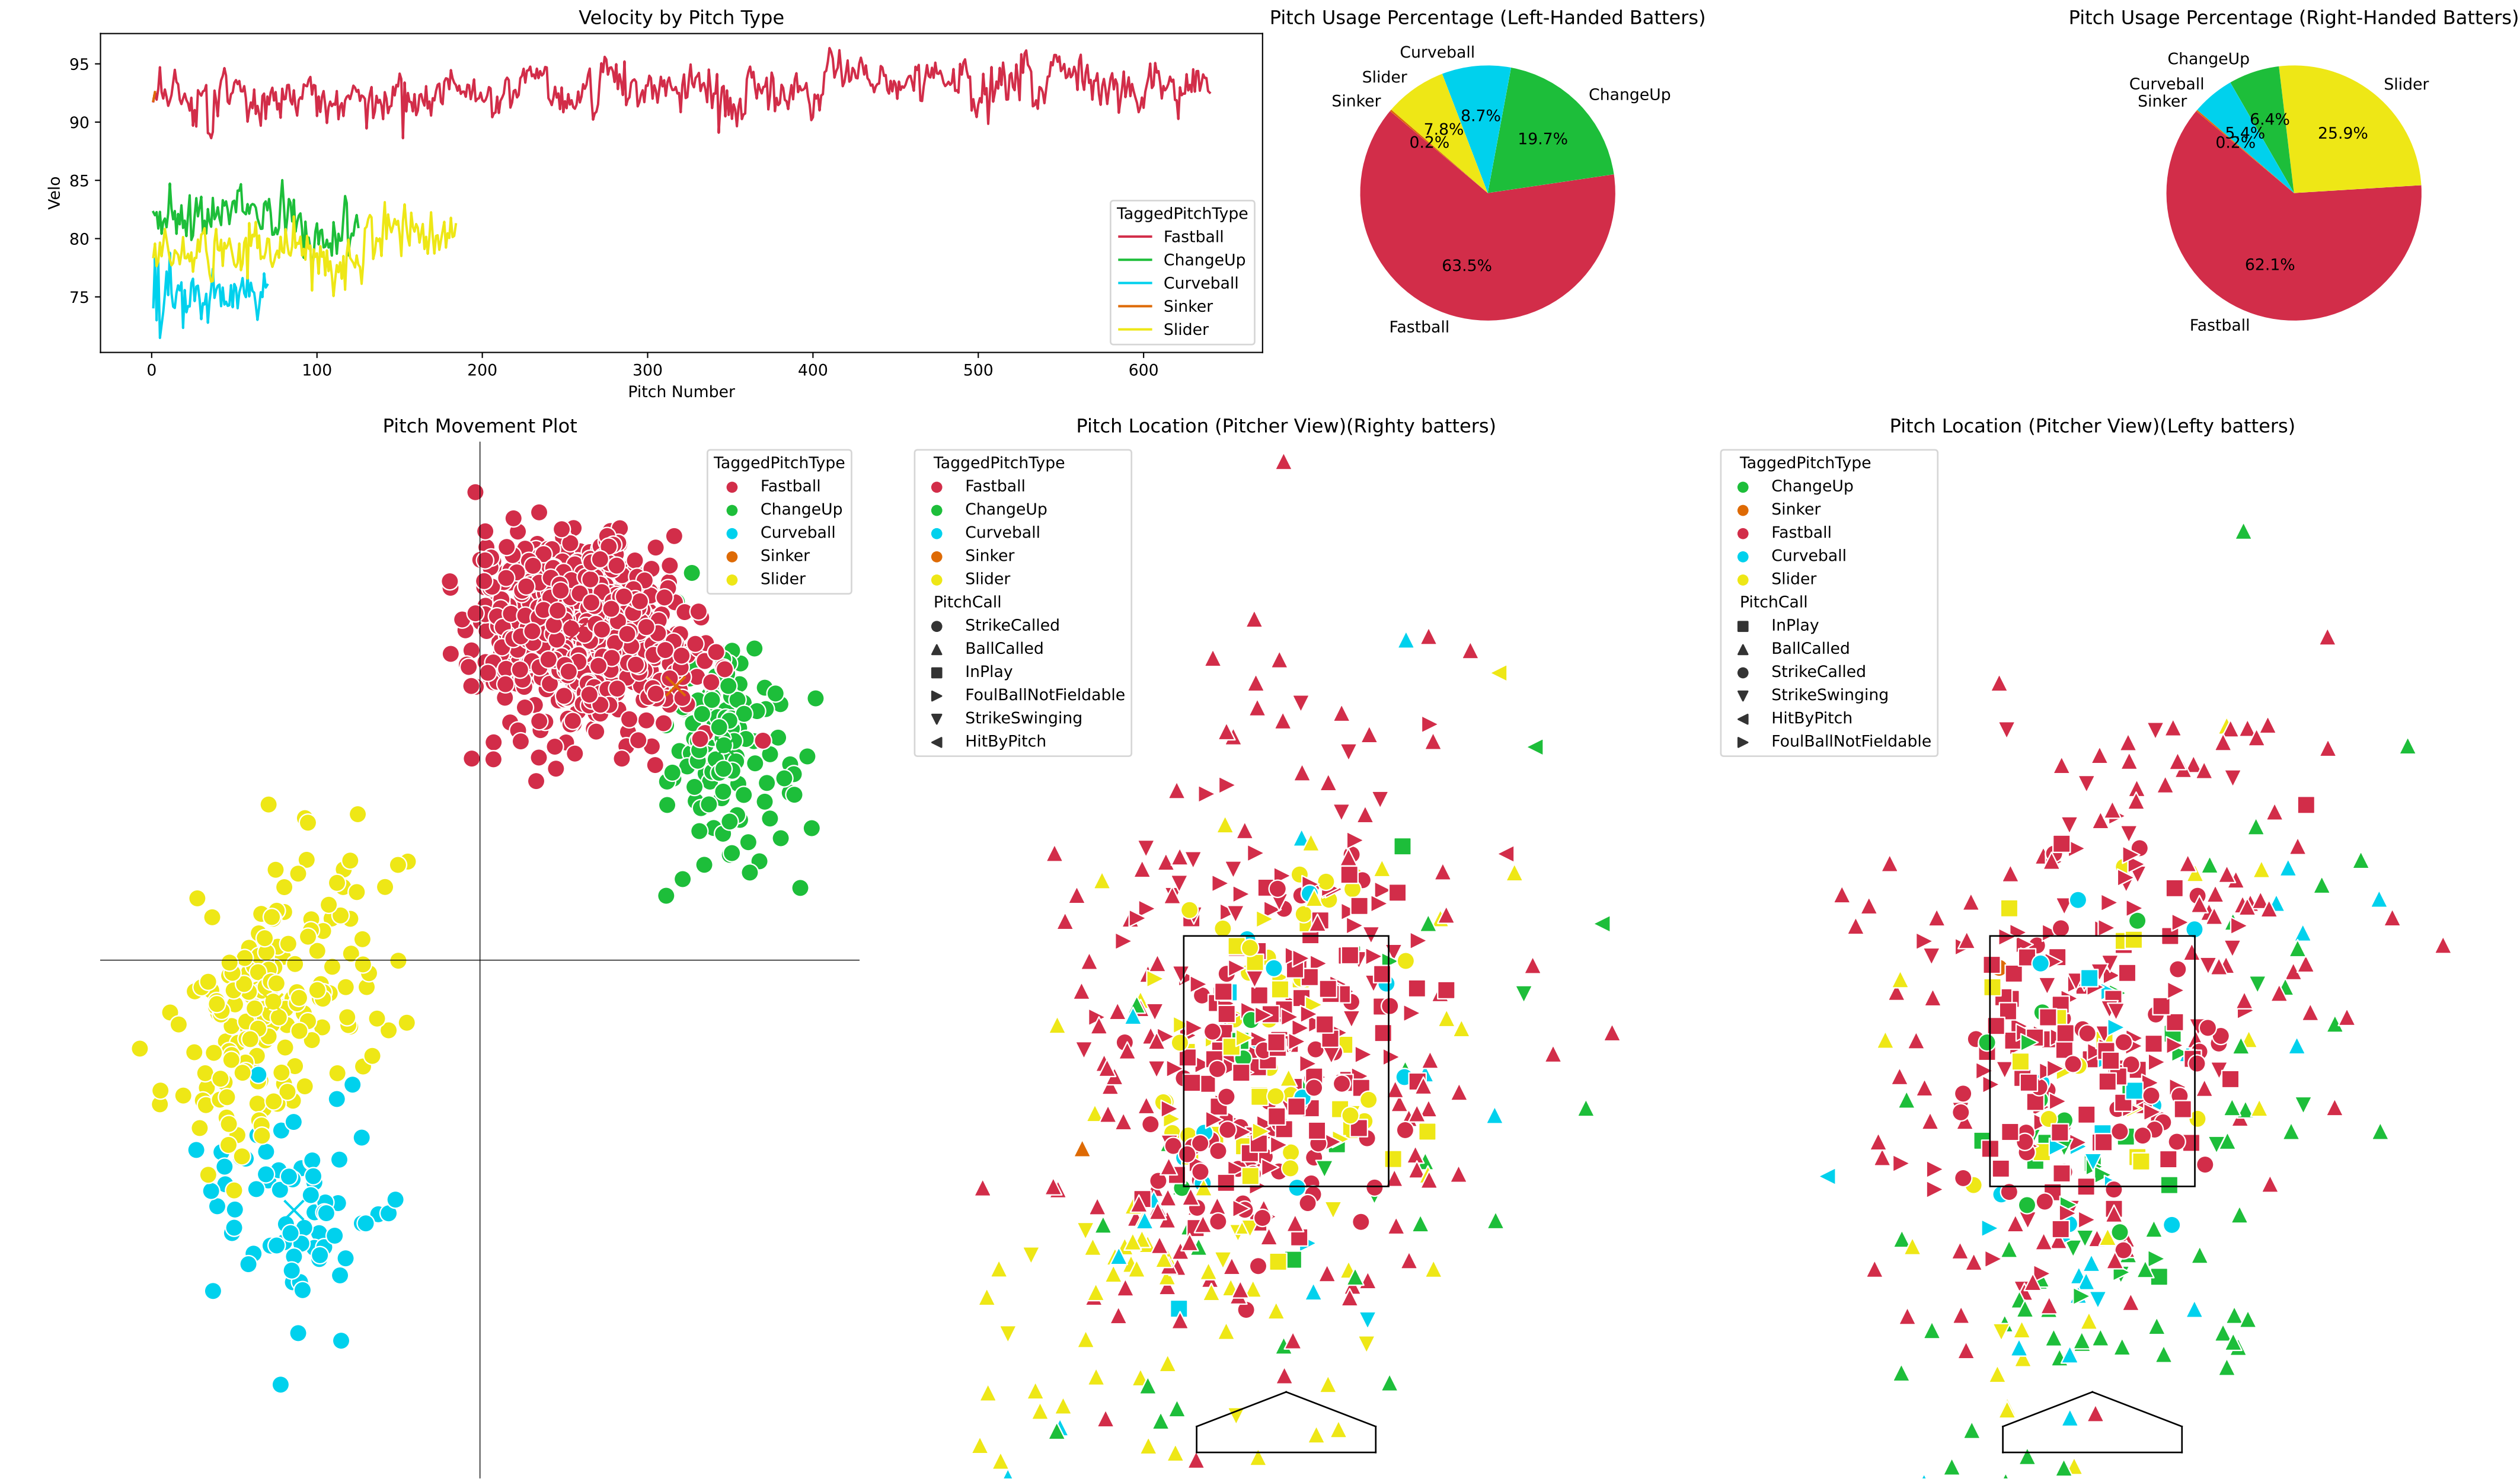 Velocity by Pitch Type
95
90
85
80
75
Velo
0
100
200
300
400
500
600
Pitch Number
TaggedPitchType
Fastball
ChangeUp
Curveball
Sinker
Slider
Pitch Usage Percentage (Left-Handed Batters)
Curveball
Slider
Sinker
ChangeUp
8.7%
7.8%
0.2%
19.7%
63.5%
Fastball
Pitch Usage Percentage (Right-Handed Batters)
ChangeUp
Curveball
Sinker
Slider
6.4%
5.4%
0.2%
25.9%
62.1%
Fastball
Pitch Movement Plot
TaggedPitchType
Fastball
ChangeUp
Curveball
Sinker
Slider
Pitch Location (Pitcher View)(Righty batters)
TaggedPitchType
Fastball
ChangeUp
Curveball
Sinker
Slider
PitchCall
StrikeCalled
BallCalled
InPlay
FoulBallNotFieldable
StrikeSwinging
HitByPitch
Pitch Location (Pitcher View)(Lefty batters)
TaggedPitchType
ChangeUp
Sinker
Fastball
Curveball
Slider
PitchCall
InPlay
BallCalled
StrikeCalled
StrikeSwinging
HitByPitch
FoulBallNotFieldable